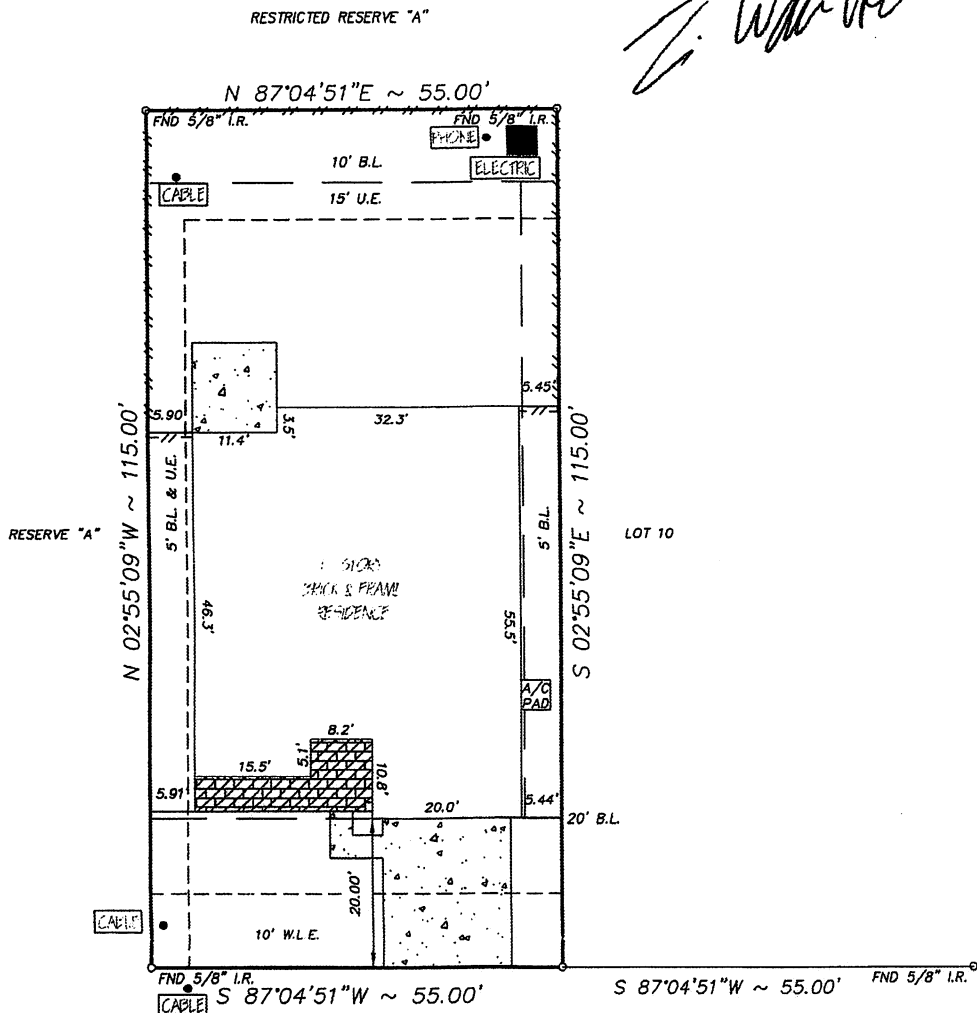 RESTRICTED RESERVE "A"
N 87°04'51"E ~ 55.00'
FND 5/8" I.R.
FND 5/8" I.R.
PHONE
ELECTRIC
10' B.L.
CABLE
15' U.E.
5.90'
11.4'
3.5'
32.3'
5.45'
N 02°55'09"W ~ 115.00'
5' B.L. & U.E.
RESERVE "A"
46.3'
BRICK & FRAME
RESIDENCE
55.5'
5' B.L.
S 02°55'09"E ~ 115.00'
LOT 10
A/C
PAD
8.2'
15.5'
5.1'
10.8'
5.91'
20.0'
5.44'
20' B.L.
20.00'
CABLE
10' W.L.E.
FND 5/8" I.R.
CABLE
S 87°04'51"W ~ 55.00'
S 87°04'51"W ~ 55.00'
FND 5/8" I.R.